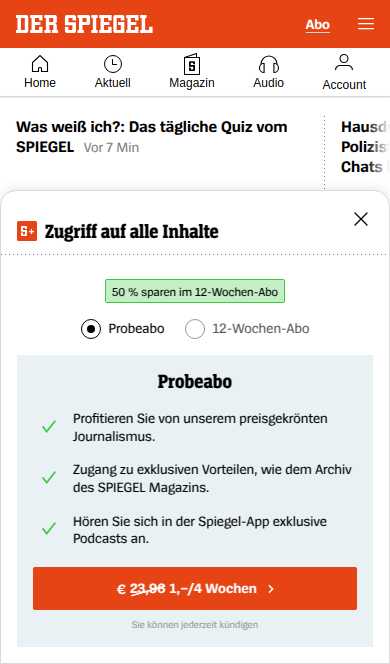 DER SPIEGEL
Abo
Home
Aktuell
Magazin
Audio
Account
Was weiß ich?: Das tägliche Quiz vom
SPIEGEL Vor 7 Min
Hausd
Polizis
Chats
S+ Zugriff auf alle Inhalte
50 % sparen im 12-Wochen-Abo
Probeabo
12-Wochen-Abo
Probeabo
Profitieren Sie von unserem preisgekrönten
Journalismus.
Zugang zu exklusiven Vorteilen, wie dem Archiv
des SPIEGEL Magazins.
Hören Sie sich in der Spiegel-App exklusive
Podcasts an.
€ 23,96 1,–/4 Wochen
Sie können jederzeit kündigen